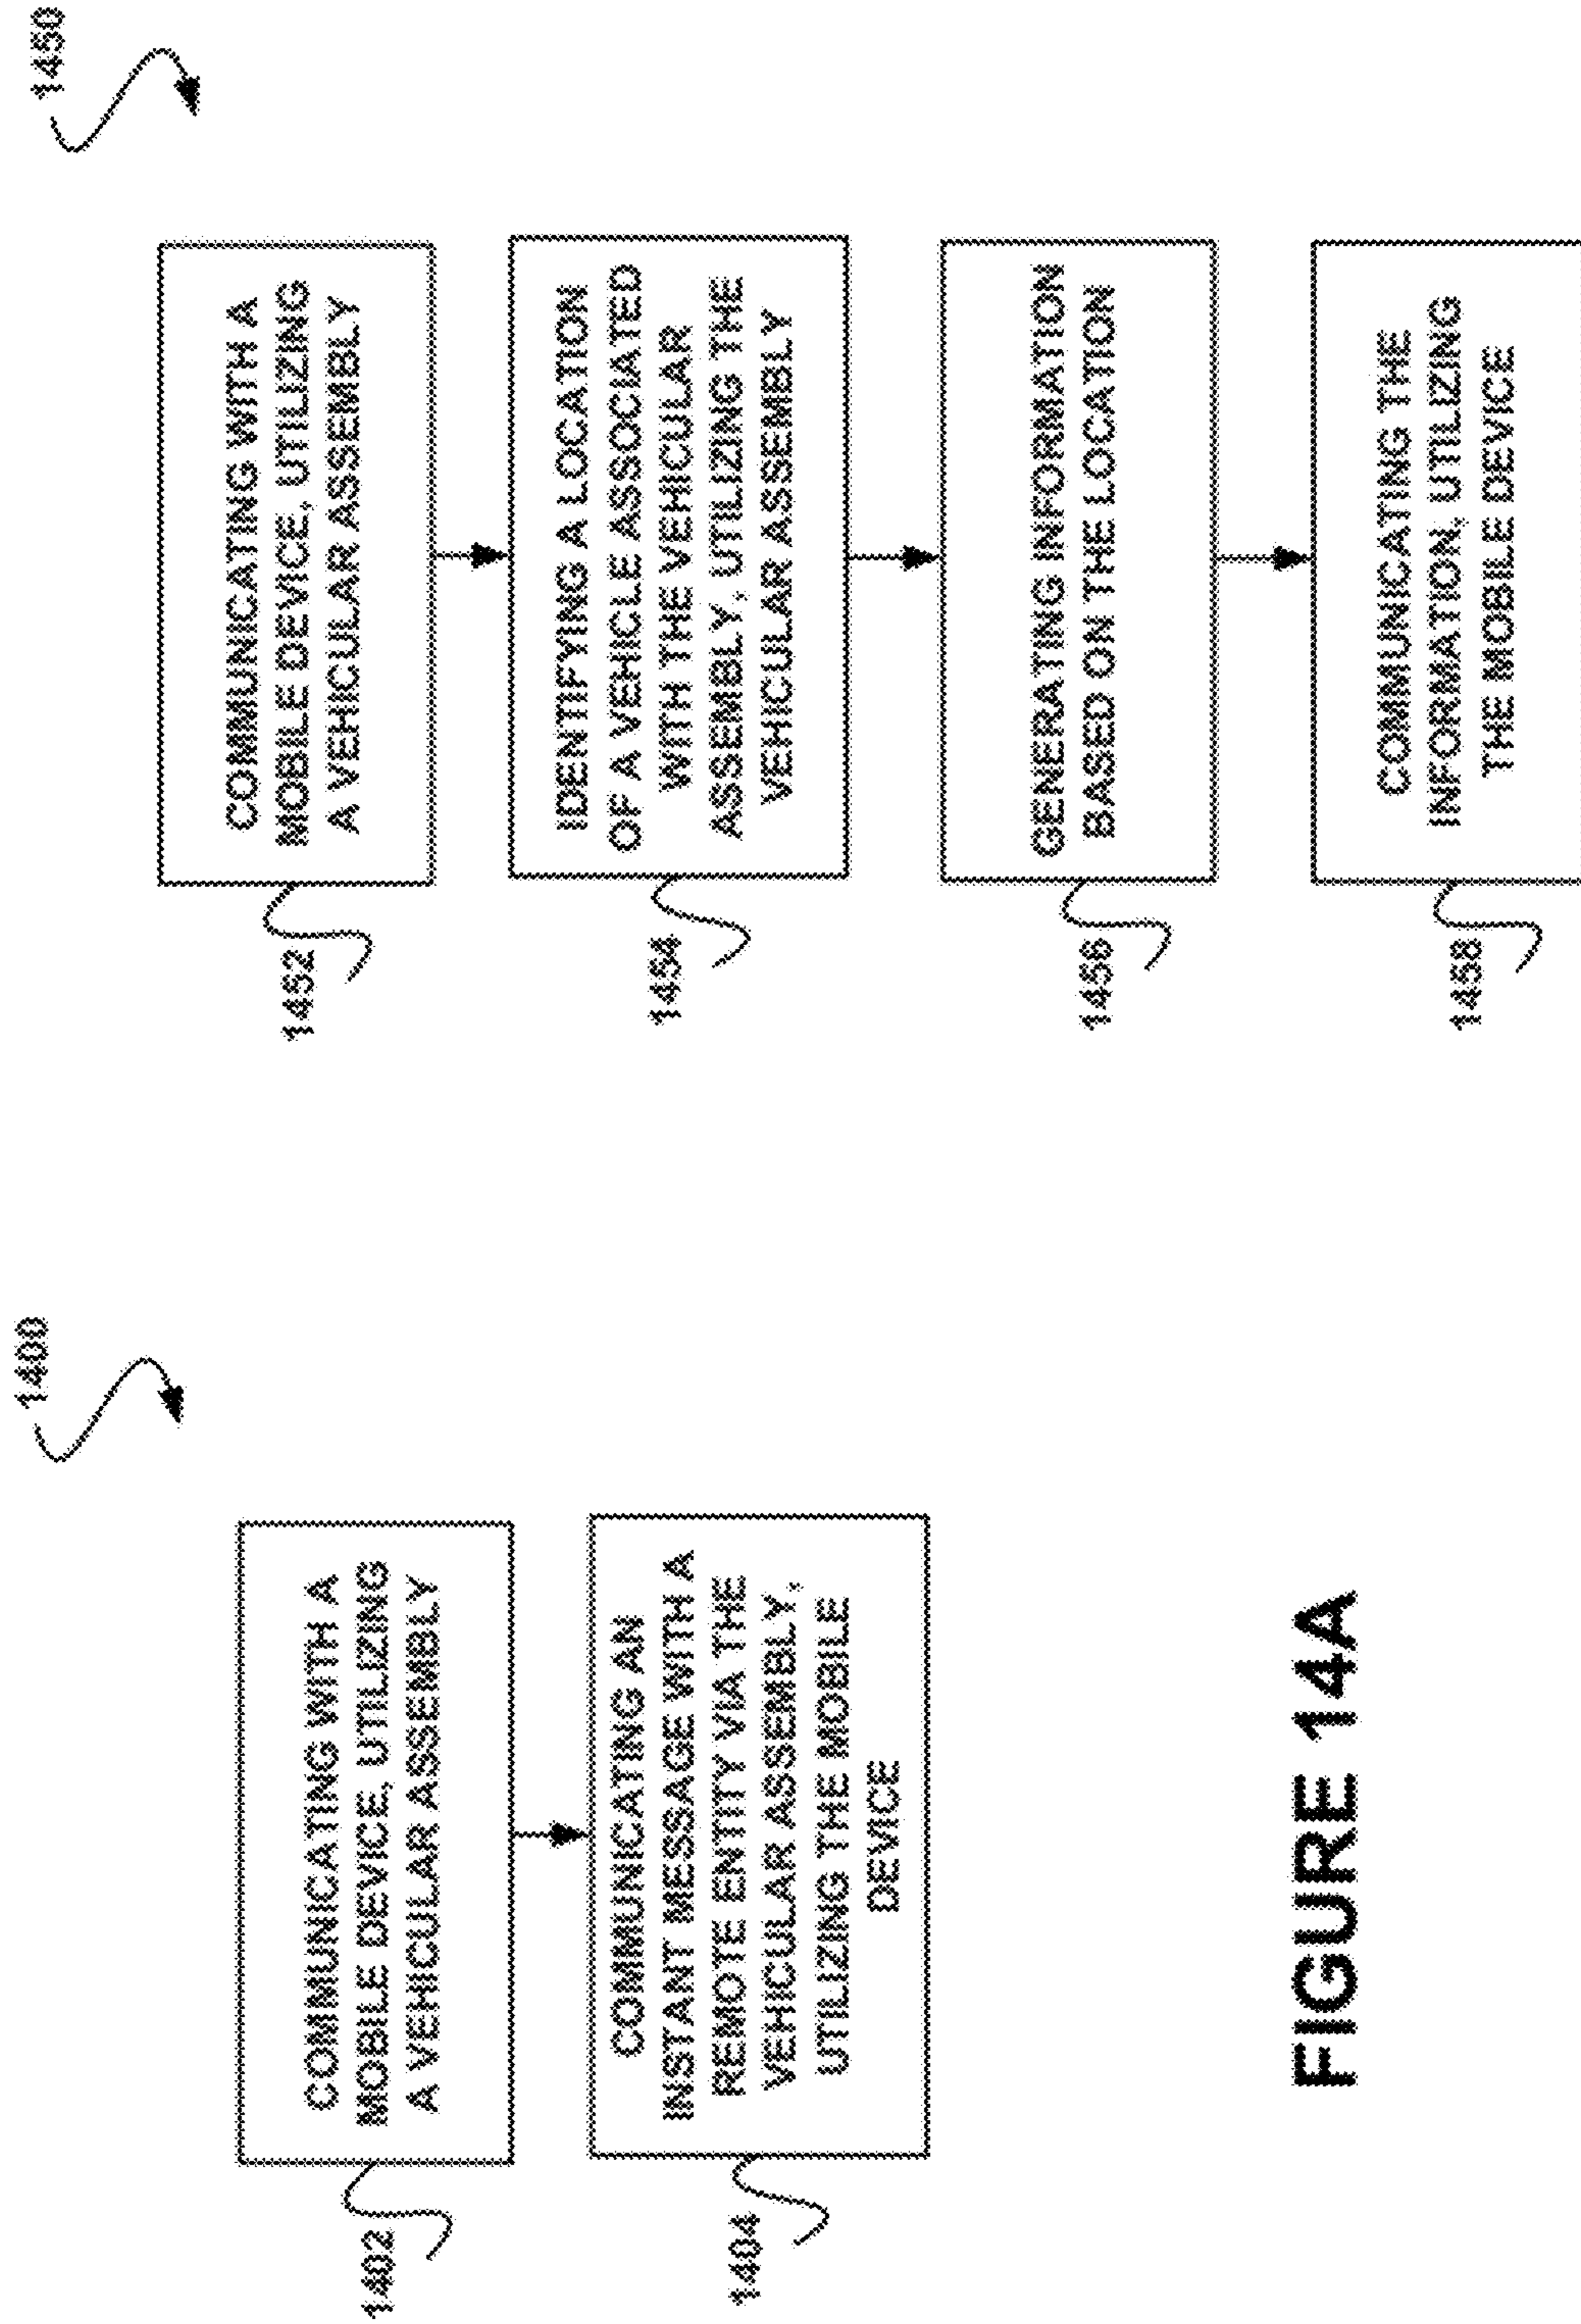 1400
1402
COMMUNICATING WITH A
MOBILE DEVICE, UTILIZING
A VEHICULAR ASSEMBLY
1404
COMMUNICATING AN
INSTANT MESSAGE WITH A
REMOTE ENTITY VIA THE
VEHICULAR ASSEMBLY,
UTILIZING THE MOBILE
DEVICE
FIGURE 14A
1450
1452
COMMUNICATING WITH A
MOBILE DEVICE, UTILIZING
A VEHICULAR ASSEMBLY
1454
IDENTIFYING A LOCATION
OF A VEHICLE ASSOCIATED
WITH THE VEHICULAR
ASSEMBLY, UTILIZING THE
VEHICULAR ASSEMBLY
1456
GENERATING INFORMATION
BASED ON THE LOCATION
1458
COMMUNICATING THE
INFORMATION, UTILIZING
THE MOBILE DEVICE